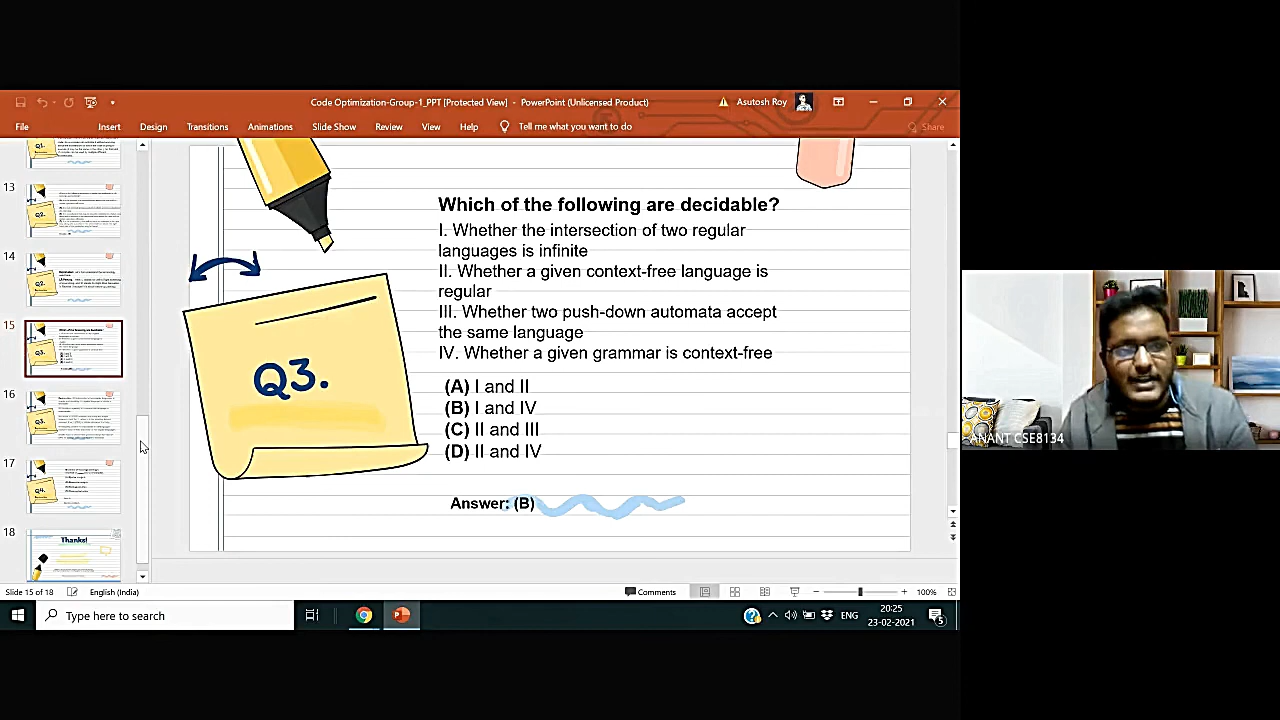 Code Optimization-Group-1_PPT [Protected View] - PowerPoint (Unlicensed Product)
Asutosh Roy
File Insert Design Transitions Animations Slide Show Review View Help Tell me what you want to do
Share
Which of the following are decidable?
I. Whether the intersection of two regular
languages is infinite
II. Whether a given context-free language is
regular
III. Whether two push-down automata accept
the same language
IV. Whether a given grammar is context-free
Q3.
(A) I and II
(B) I and IV
(C) II and III
(D) II and IV
Answer: (B)
13
14
15
16
17
18
Thanks!
ANANT CSE8134
Slide 15 of 18 English (India)
Comments
100%
Type here to search
ENG
20:25
23-02-2021
5